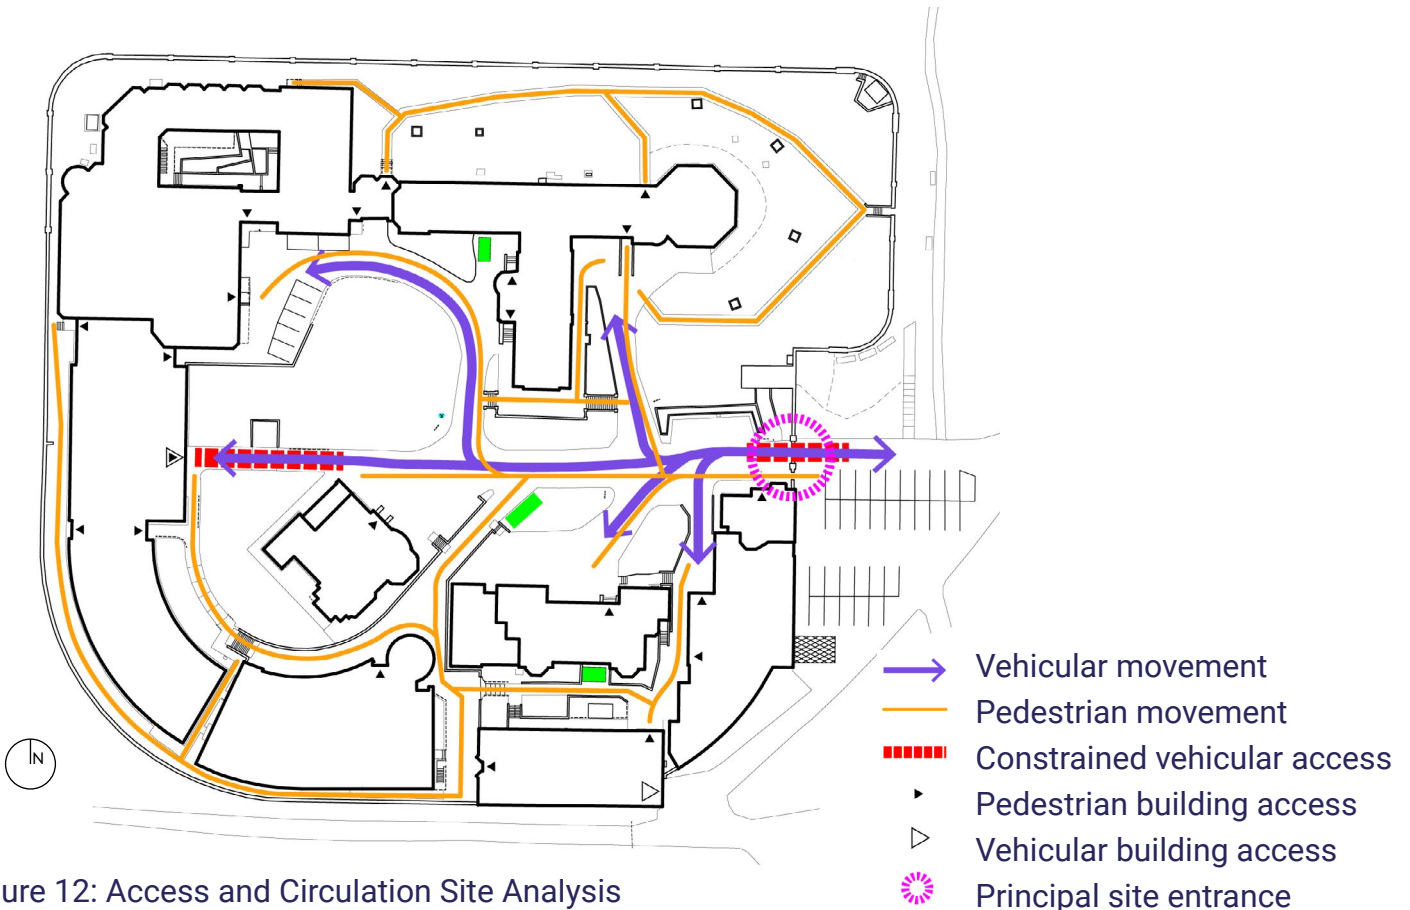 N
Vehicular movement
Pedestrian movement
Constrained vehicular access
Pedestrian building access
Vehicular building access
Principal site entrance
ure 12: Access and Circulation Site Analysis